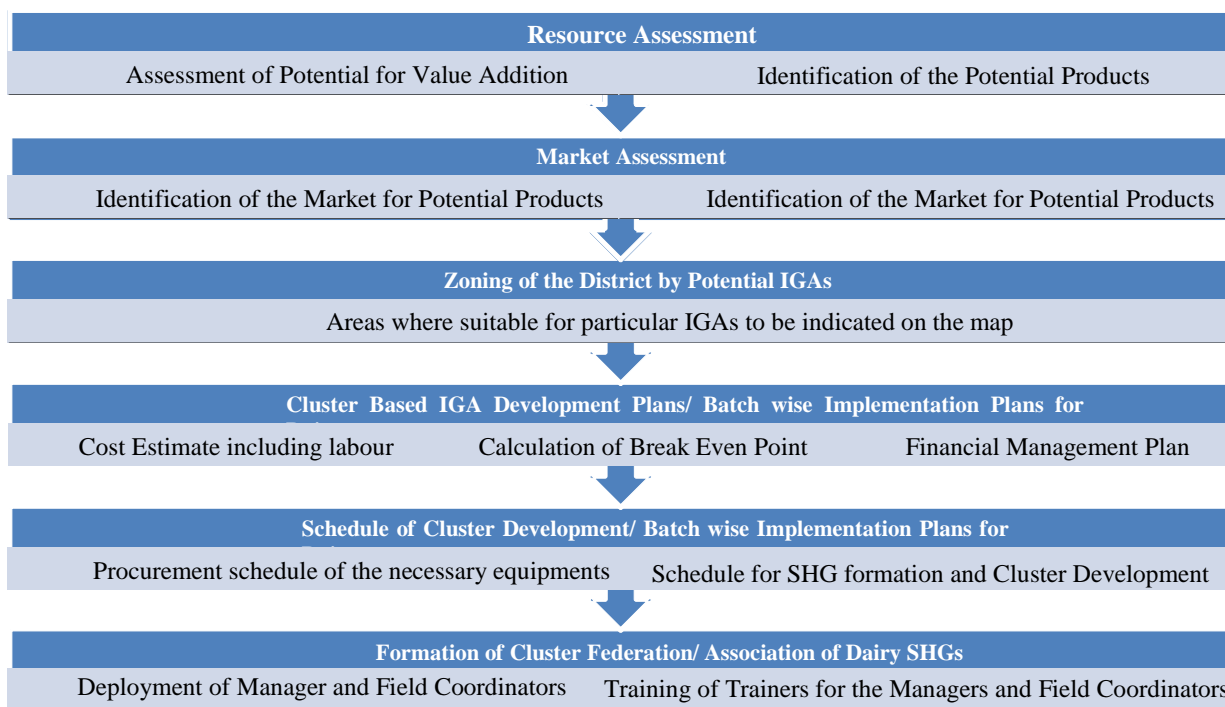 Resource Assessment
Assessment of Potential for Value Addition Identification of the Potential Products
Market Assessment
Identification of the Market for Potential Products Identification of the Market for Potential Products
Zoning of the District by Potential IGAs
Areas where suitable for particular IGAs to be indicated on the map
Cluster Based IGA Development Plans/ Batch wise Implementation Plans for
Cost Estimate including labour Calculation of Break Even Point Financial Management Plan
Schedule of Cluster Development/ Batch wise Implementation Plans for
Procurement schedule of the necessary equipments Schedule for SHG formation and Cluster Development
Formation of Cluster Federation/ Association of Dairy SHGs
Deployment of Manager and Field Coordinators Training of Trainers for the Managers and Field Coordinators